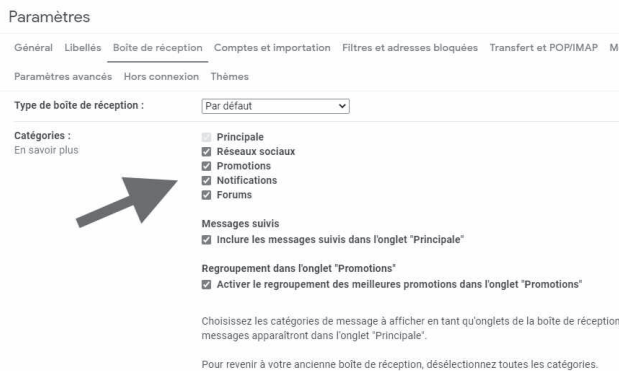 Paramètres
Général Libellés Boîte de réception Comptes et importation Filtres et adresses bloquées Transfert et POP/IMAP
Paramètres avancés Hors connexion Thèmes
Type de boîte de réception : Par défaut
Catégories : Principale
En savoir plus Réseaux sociaux
Promotions
Notifications
Forums
Messages suivis
Inclure les messages suivis dans l'onglet "Principale"
Regroupement dans l'onglet "Promotions"
Activer le regroupement des meilleures promotions dans l'onglet "Promotions"
Choisissez les catégories de message à afficher en tant qu'onglets de la boîte de réception
messages apparaîtront dans l'onglet "Principale".
Pour revenir à votre ancienne boîte de réception, désélectionnez toutes les catégories.